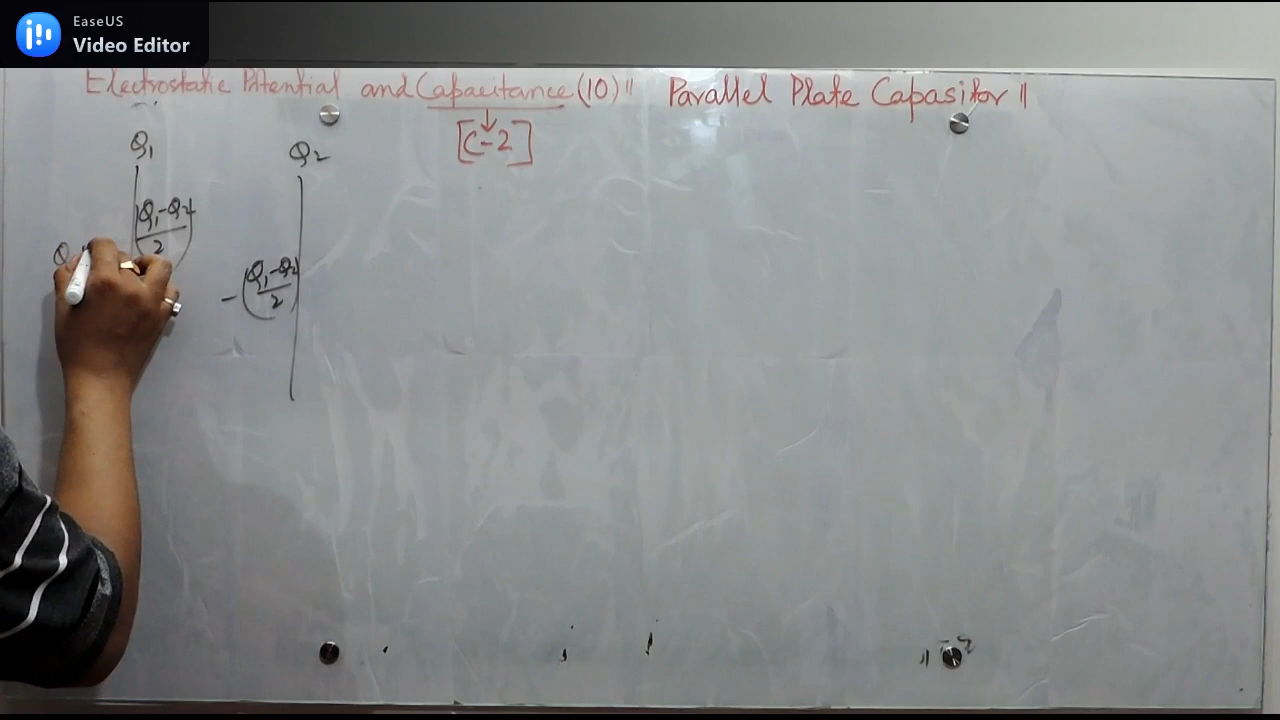 EaseUS
Video Editor
Electrostatic Potential and Capacitance (10) || Parallel Plate Capasitor ||
[C-2]
Q₁ Q₂
(Q₁-Q₂
2)
Q
-(Q₁-Q₂
2)